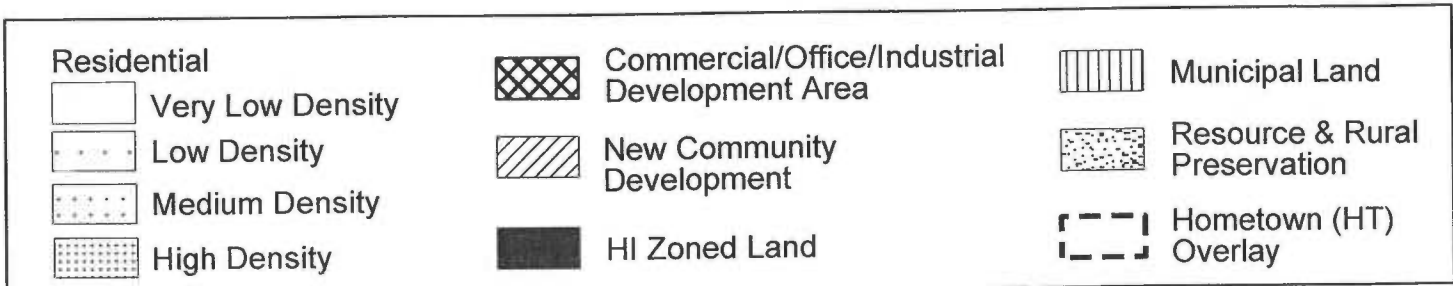 Residential
Very Low Density
Low Density
Medium Density
High Density
Commercial/Office/Industrial
Development Area
New Community
Development
HI Zoned Land
Municipal Land
Resource & Rural
Preservation
Hometown (HT)
Overlay